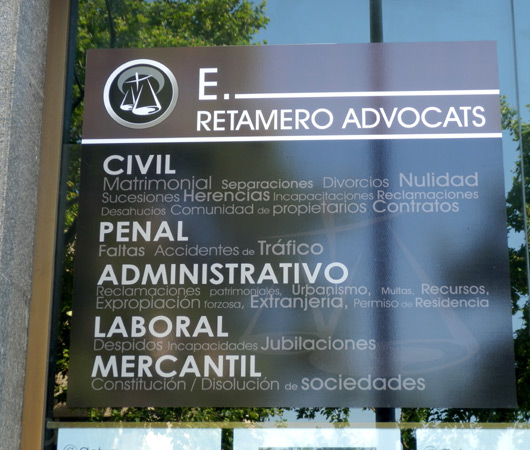 E.
RETAMERO ADVOCATS
CIVIL
Matrimonial Separaciones Divorcios Nulidad
Sucesiones Herencias Incapacitaciones Reclamaciones
Desahucios Comunidad de propietarios Contratos
PENAL
Faltas Accidentes de Tráfico
ADMINISTRATIVO
Reclamaciones patrimoniales, Urbanismo, Multas, Recursos,
Expropiación forzosa, Extranjeria, Permiso de Residencia
LABORAL
Despidos Incapacidades Jubilaciones
MERCANTIL
Constitución / Disolución de sociedades